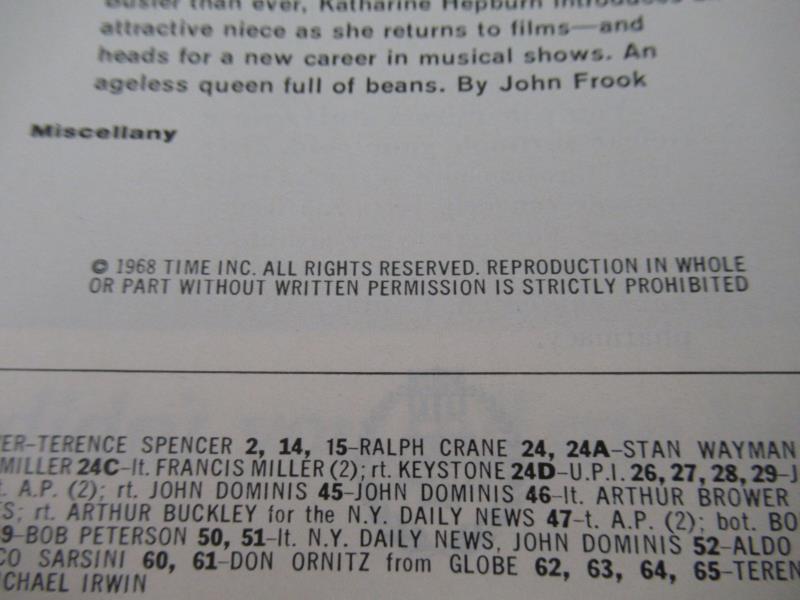 Busier than ever, Katharine Hepburn introduces an
attractive niece as she returns to films—and
heads for a new career in musical shows. An
ageless queen full of beans. By John Frook
Miscellany
© 1968 TIME INC. ALL RIGHTS RESERVED. REPRODUCTION IN WHOLE
OR PART WITHOUT WRITTEN PERMISSION IS STRICTLY PROHIBITED
ER–TERENCE SPENCER 2, 14, 15–RALPH CRANE 24, 24A–STAN WAYMAN
MILLER 24C–lt. FRANCIS MILLER (2); rt. KEYSTONE 24D–U.P.I. 26, 27, 28, 29–J
t. A.P. (2); rt. JOHN DOMINIS 45–JOHN DOMINIS 46–lt. ARTHUR BROWER
S; rt. ARTHUR BUCKLEY for the N.Y. DAILY NEWS 47–t. A.P. (2); bot. BO
9–BOB PETERSON 50, 51–lt. N.Y. DAILY NEWS, JOHN DOMINIS 52–ALDO
CO SARSINI 60, 61–DON ORNITZ from GLOBE 62, 63, 64, 65–TEREN
ICHAEL IRWIN